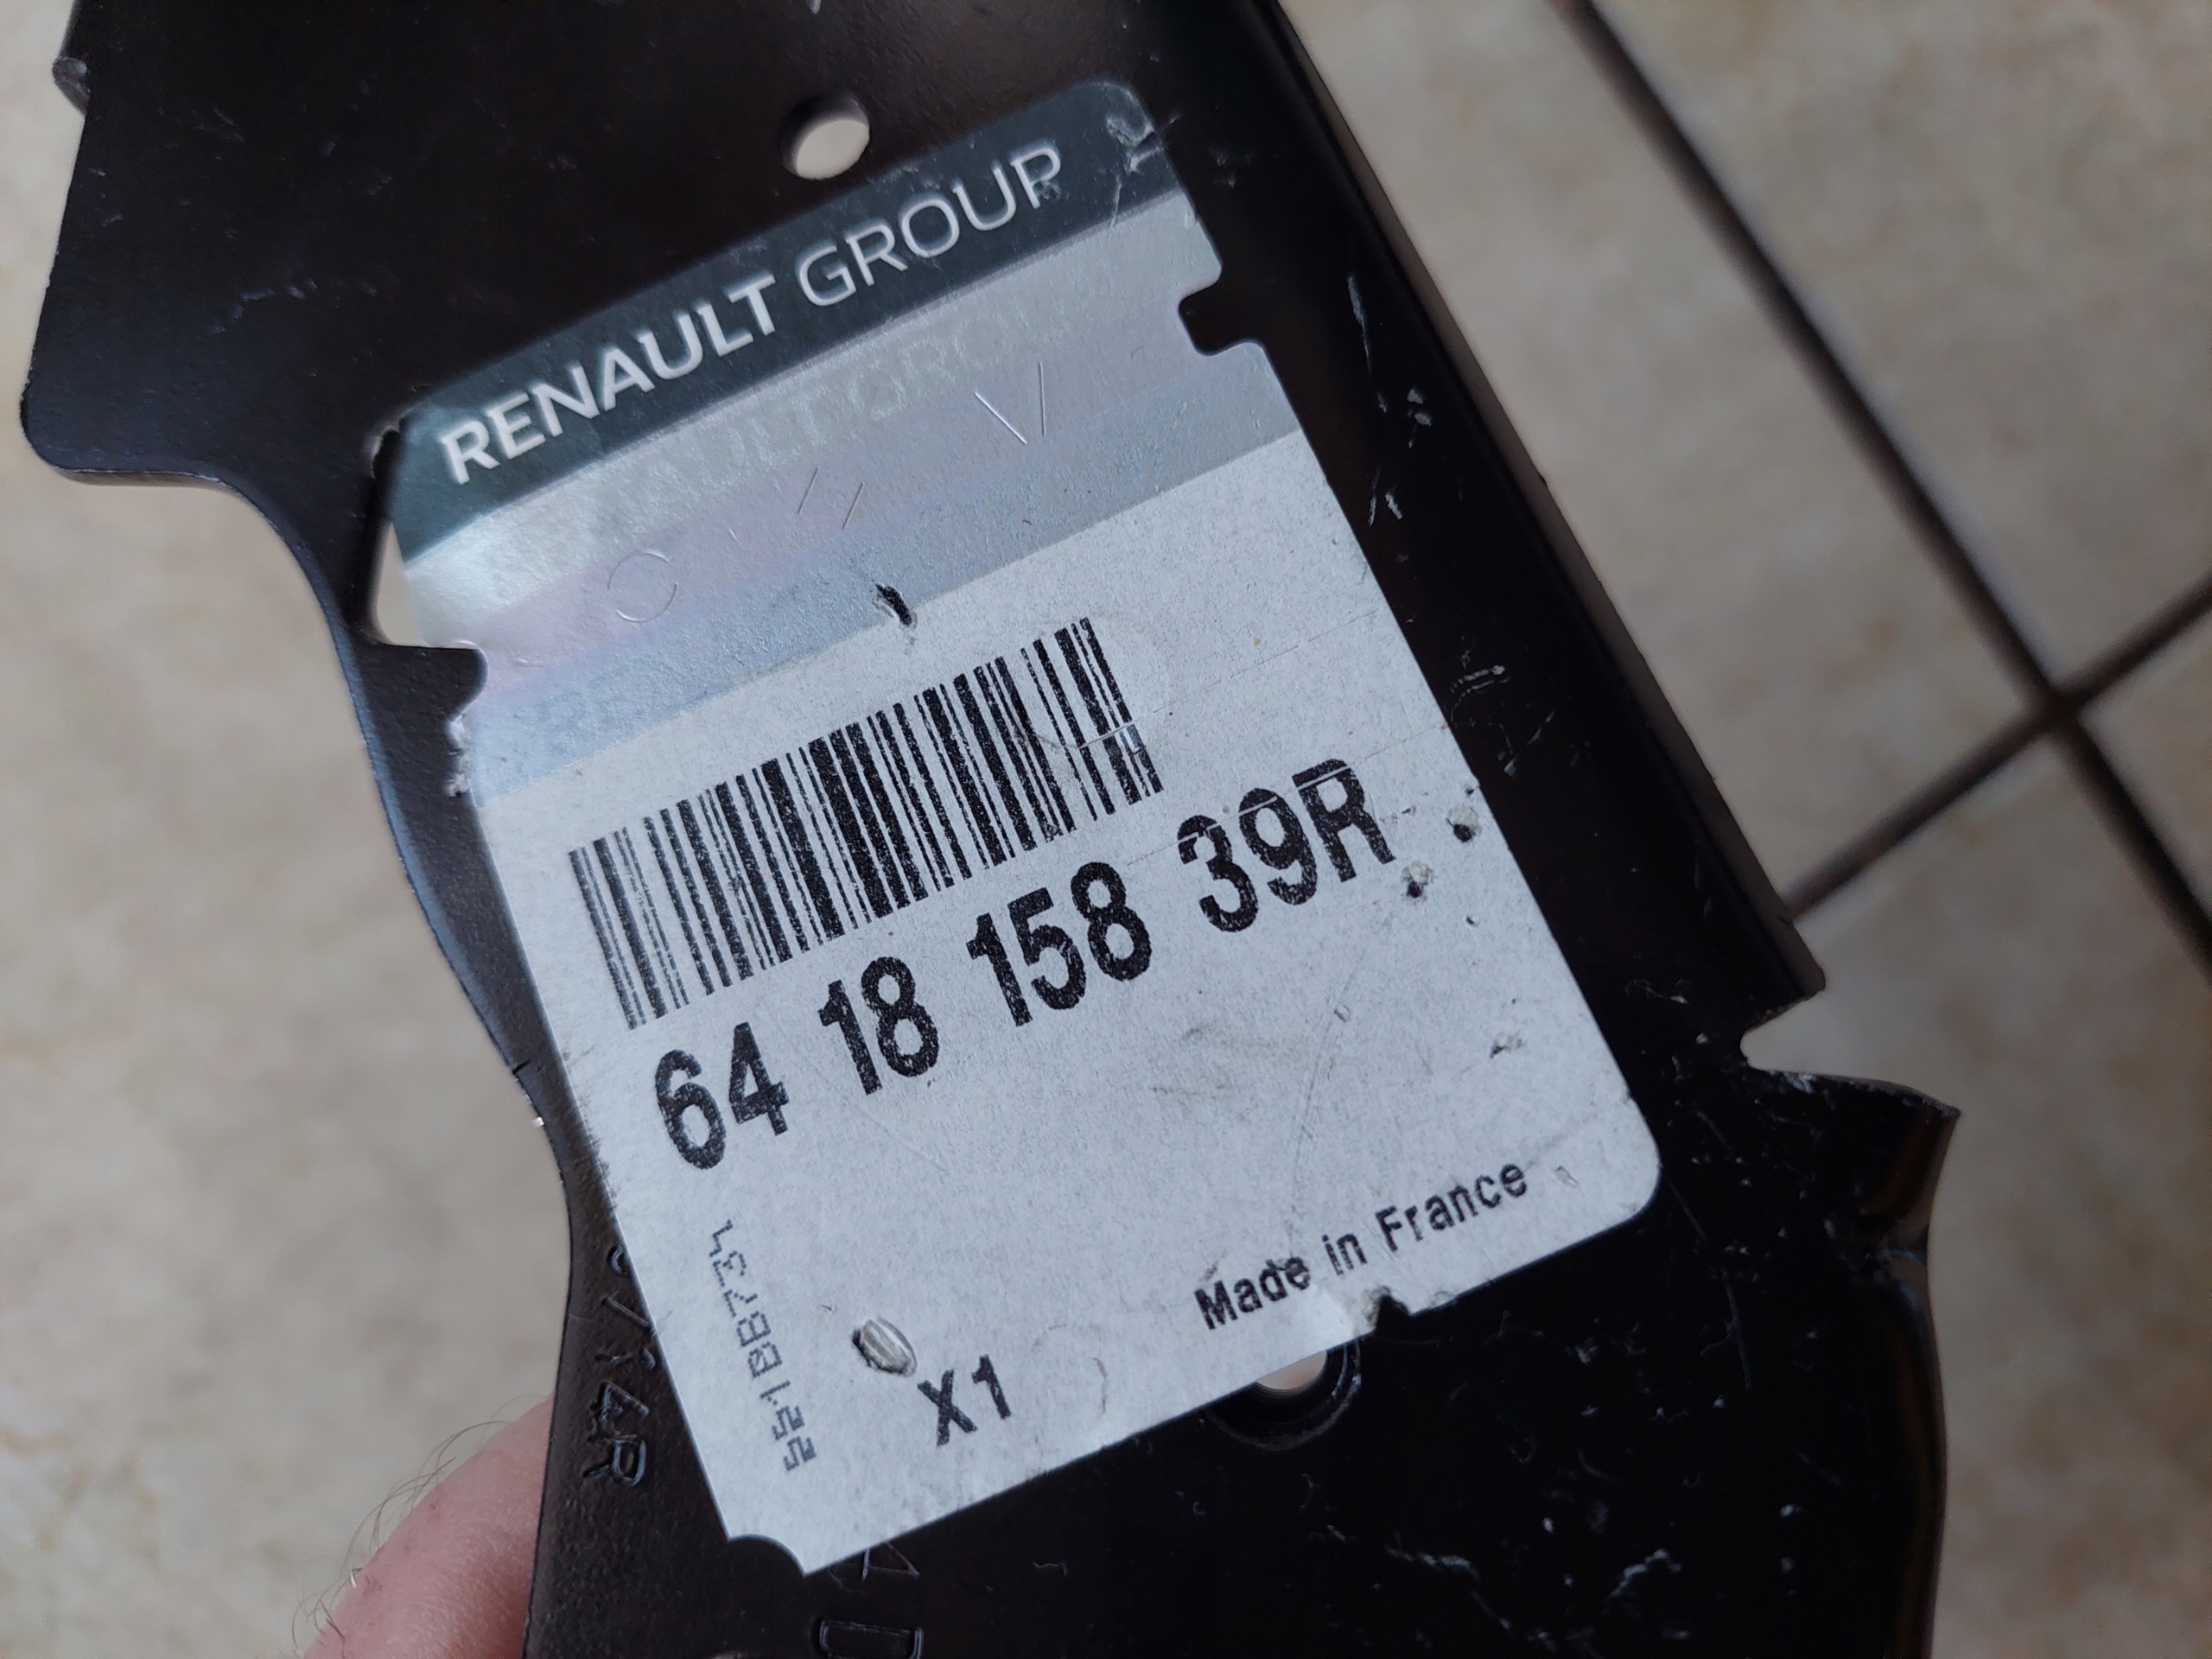 RENAULT GROUP
64 18 158 39R
Made in France
X1